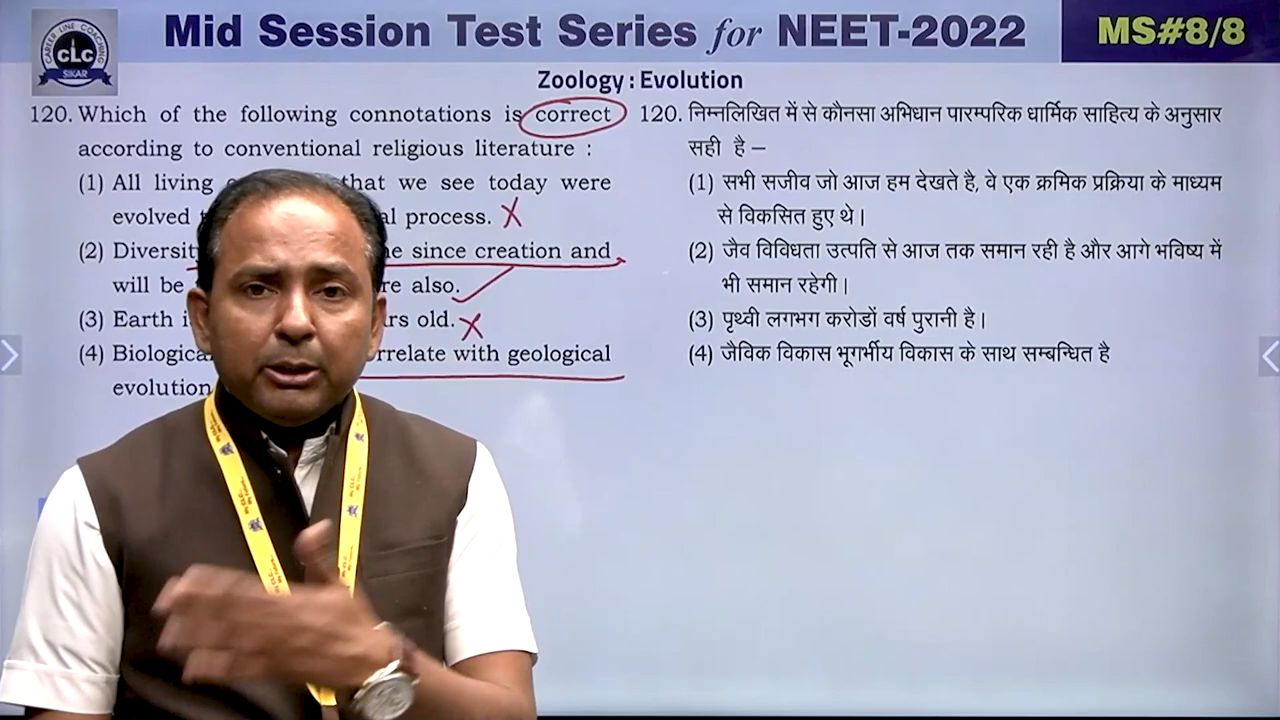 Mid Session Test Series for NEET-2022
MS#8/8
CAREER LINE COACHING
CLC
SIKAR
Zoology : Evolution
120. Which of the following connotations is correct
according to conventional religious literature :
(1) All living that we see today were
evolved al process.
(2) Diversity since creation and
will be also.
(3) Earth old.
(4) Biological correlate with geological
evolution
120. निम्नलिखित में से कौनसा अभिधान पारम्परिक धार्मिक साहित्य के अनुसार
सही है –
(1) सभी सजीव जो आज हम देखते है, वे एक क्रमिक प्रक्रिया के माध्यम
से विकसित हुए थे।
(2) जैव विविधता उत्पति से आज तक समान रही है और आगे भविष्य में
भी समान रहेगी।
(3) पृथ्वी लगभग करोडों वर्ष पुरानी है।
(4) जैविक विकास भूगर्भीय विकास के साथ सम्बन्धित है